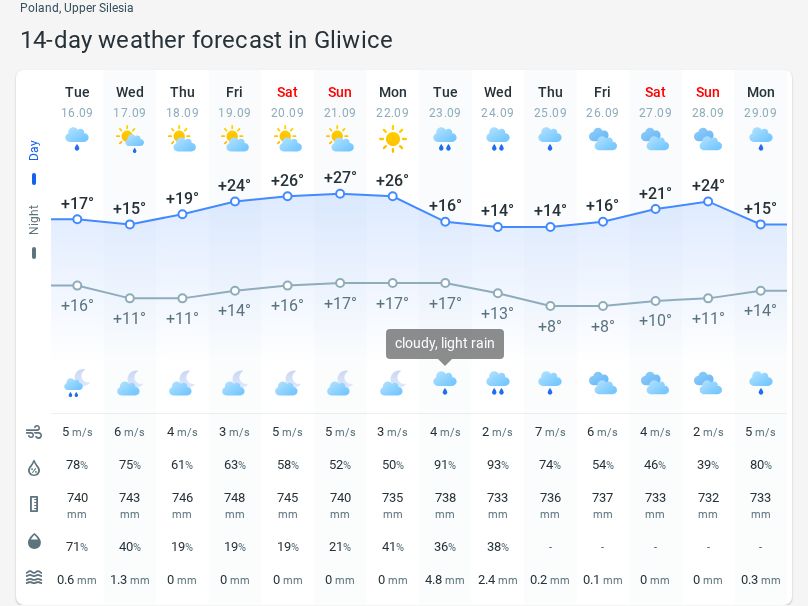 Poland, Upper Silesia
14-day weather forecast in Gliwice
Tue Wed Thu Fri Sat Sun Mon Tue Wed Thu Fri Sat Sun Mon
16.09 17.09 18.09 19.09 20.09 21.09 22.09 23.09 24.09 25.09 26.09 27.09 28.09 29.09
Day
Night
+17° +15° +19° +24° +26° +27° +26° +16° +14° +14° +16° +21° +24° +15°
+16° +11° +11° +14° +16° +17° +17° +17° +13° +8° +8° +10° +11° +14°
cloudy, light rain
5 m/s 6 m/s 4 m/s 3 m/s 5 m/s 5 m/s 3 m/s 4 m/s 2 m/s 7 m/s 6 m/s 4 m/s 2 m/s 5 m/s
78% 75% 61% 63% 58% 52% 50% 91% 93% 74% 54% 46% 39% 80%
740 743 746 748 745 740 735 738 733 736 737 733 732 733
mm mm mm mm mm mm mm mm mm mm mm mm mm mm
71% 40% 19% 19% 19% 21% 41% 36% 38% - - - - -
0.6 mm 1.3 mm 0 mm 0 mm 0 mm 0 mm 0 mm 4.8 mm 2.4 mm 0.2 mm 0.1 mm 0 mm 0 mm 0.3 mm